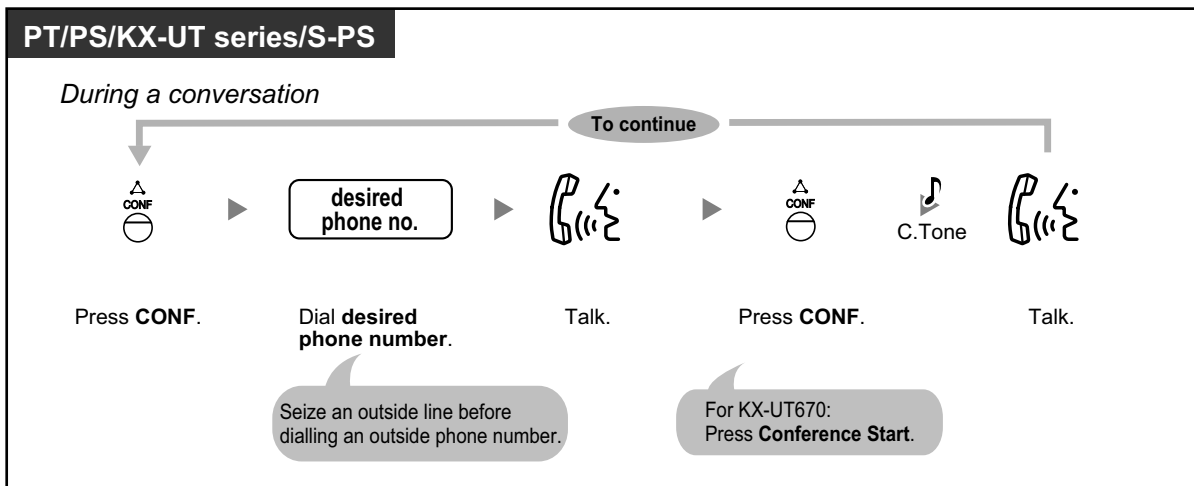 PT/PS/KX-UT series/S-PS
During a conversation
To continue
CONF
desired
phone no.
CONF
C.Tone
Press CONF.
Dial desired
phone number.
Talk.
Press CONF.
Talk.
Seize an outside line before
dialling an outside phone number.
For KX-UT670:
Press Conference Start.